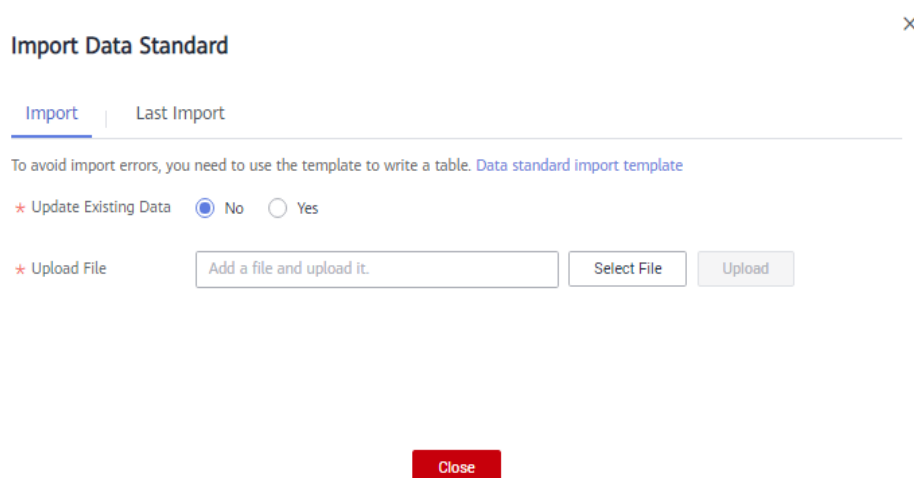 Import Data Standard
Import Last Import
To avoid import errors, you need to use the template to write a table. Data standard import template
* Update Existing Data No Yes
* Upload File Add a file and upload it. Select File Upload
Close